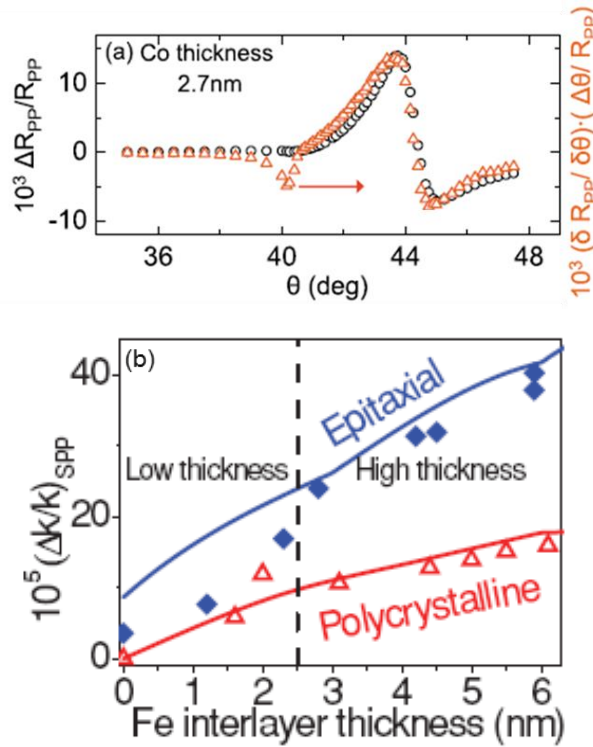 (a) Co thickness
2.7nm
10³ ΔR_PP/R_PP
10
0
-10
36
40
44
48
θ (deg)
10³ (δ R_PP/ δθ)·( Δθ/ R_PP)
(b)
Epitaxial
Low thickness
High thickness
Polycrystalline
10⁵ (Δk/k)_SPP
40
20
0
0
1
2
3
4
5
6
Fe interlayer thickness (nm)